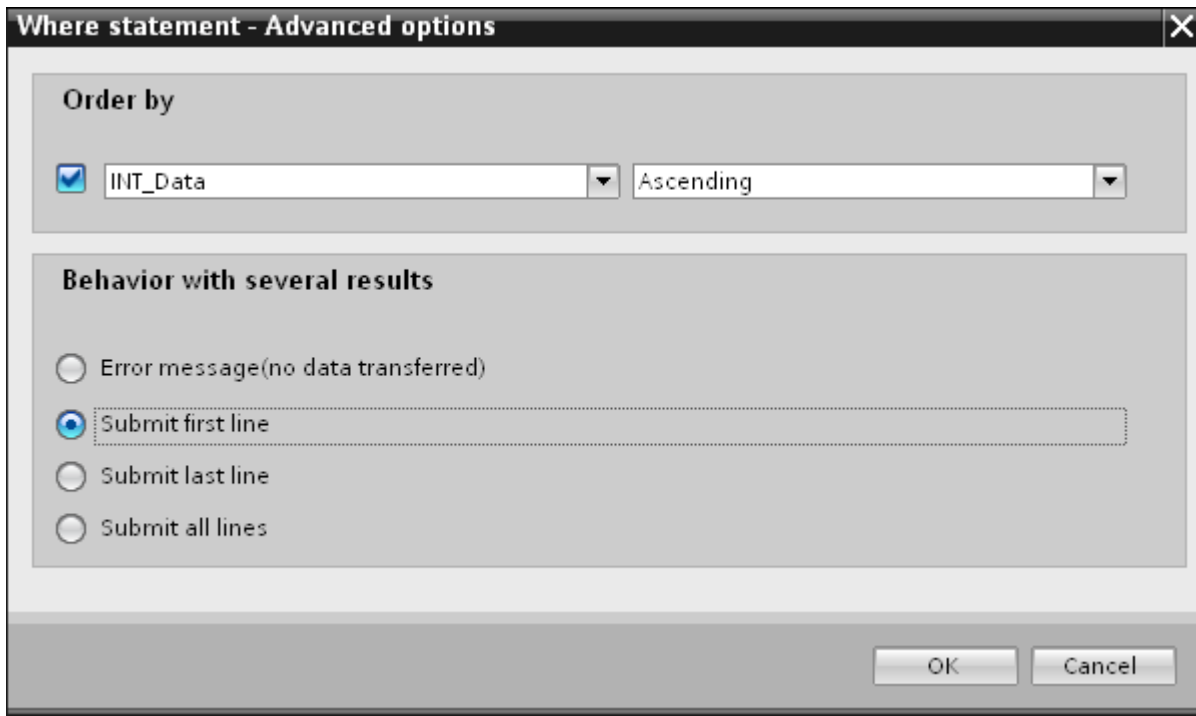 Where statement - Advanced options
Order by
INT_Data Ascending
Behavior with several results
Error message(no data transferred)
Submit first line
Submit last line
Submit all lines
OK Cancel